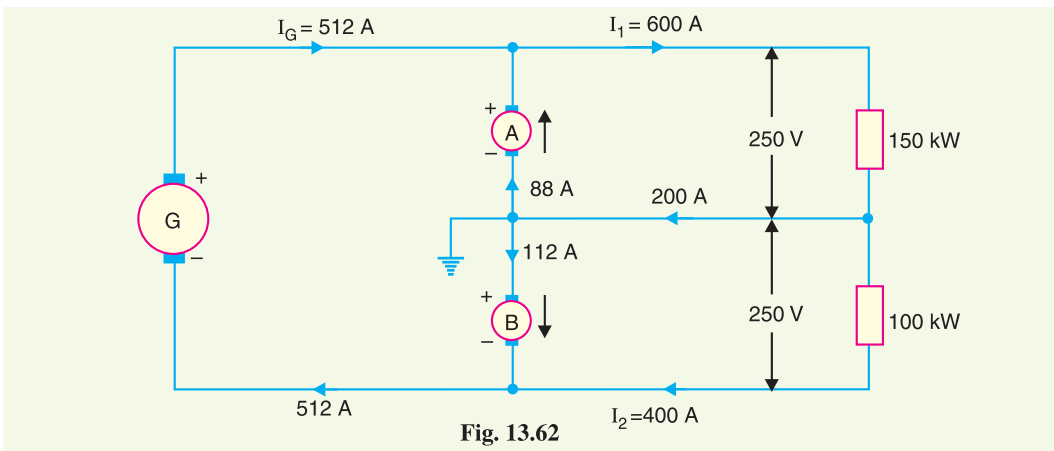 I_G = 512 A
I_1 = 600 A
+
A
–
250 V
150 kW
+
88 A
200 A
G
–
112 A
+
B
–
250 V
100 kW
512 A
I_2 =400 A
Fig. 13.62